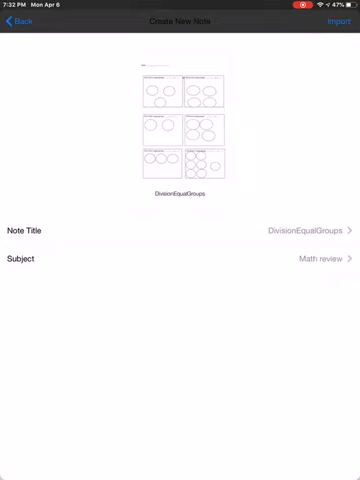 7:32 PM Mon Apr 6 47%
Back Create New Note Import
DivisionEqualGroups
Note Title DivisionEqualGroups
Subject Math review